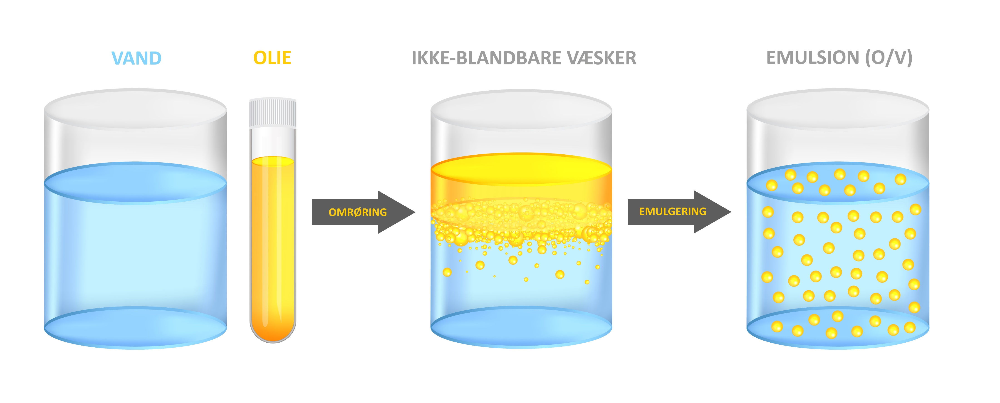 VAND
OLIE
IKKE-BLANDBARE VÆSKER
EMULSION (O/V)
OMRØRING
EMULGERING